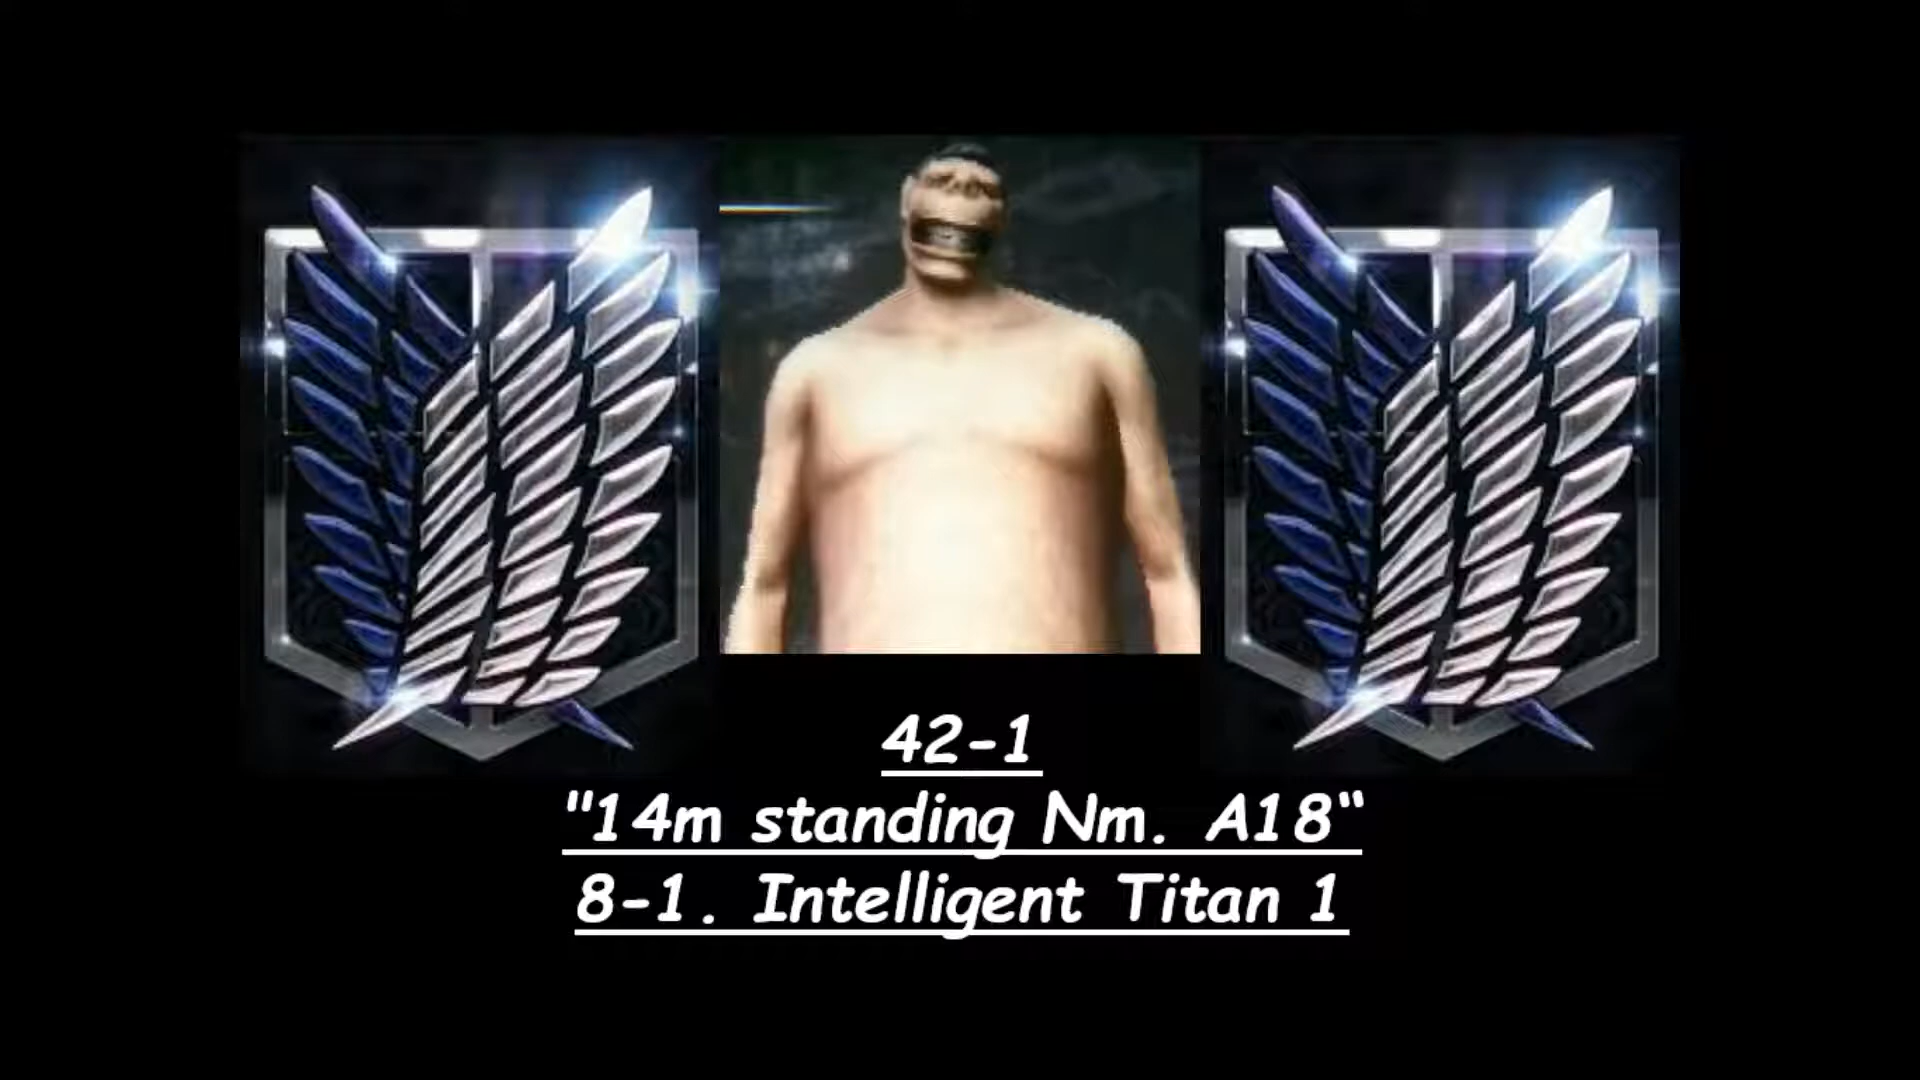 42-1
"14m standing Nm. A18“
8-1. Intelligent Titan 1